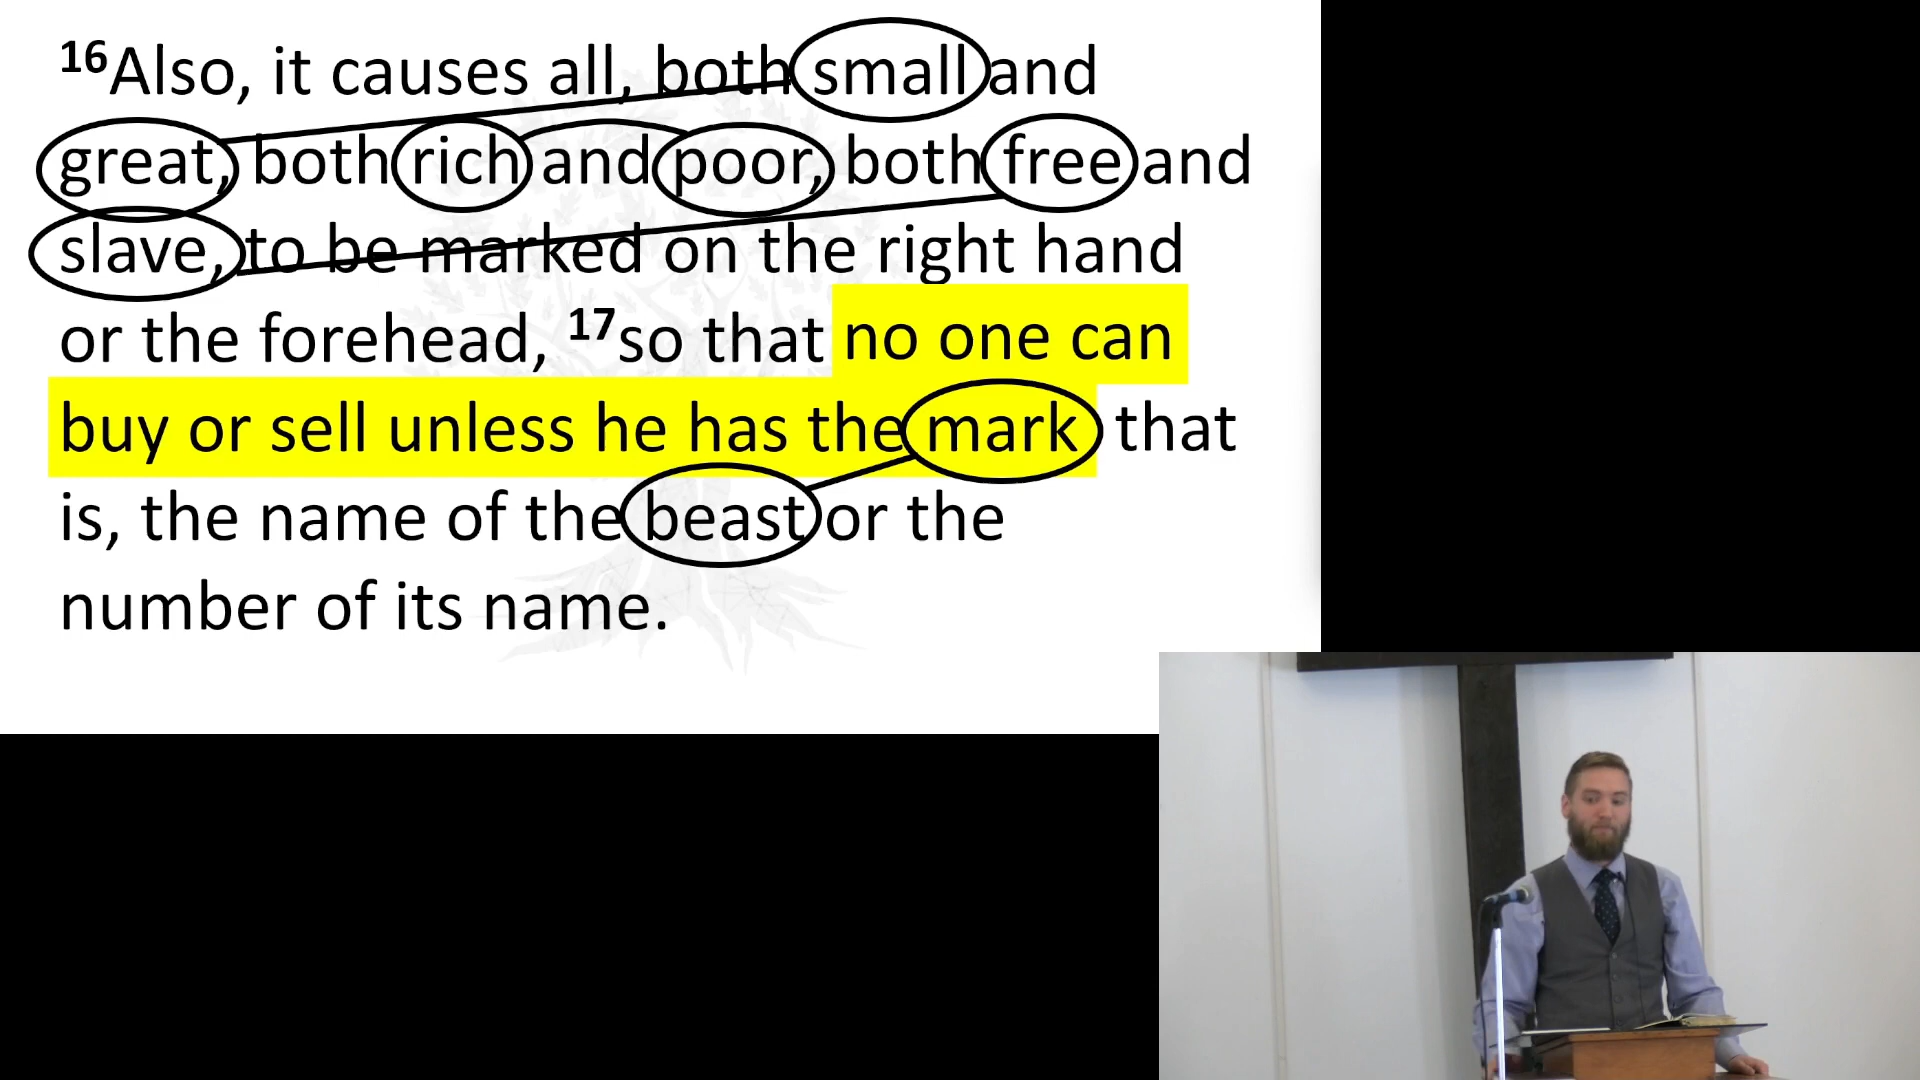 16Also, it causes all, both small and
great, both rich and poor, both free and
slave, to be marked on the right hand
or the forehead, 17so that no one can
buy or sell unless he has the mark that
is, the name of the beast or the
number of its name.